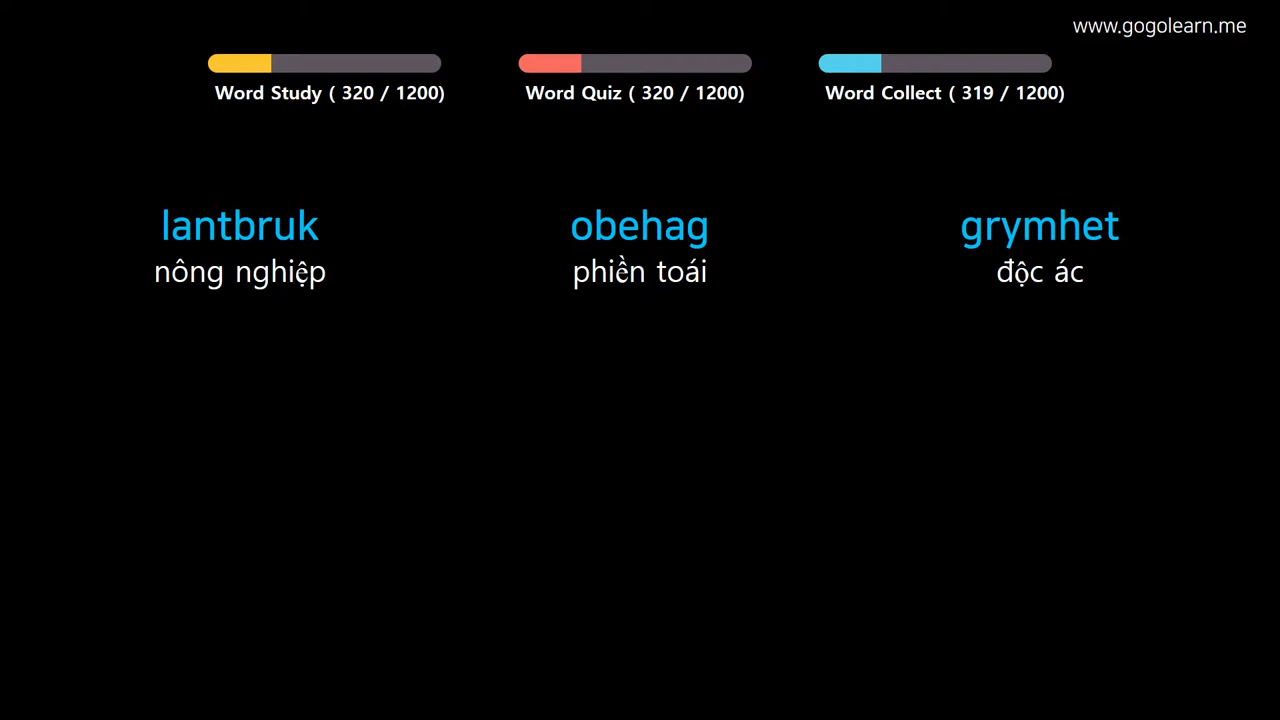 www.gogolearn.me
Word Study ( 320 / 1200)
Word Quiz ( 320 / 1200)
Word Collect ( 319 / 1200)
lantbruk
obehag
grymhet
nông nghiệp
phiền toái
độc ác